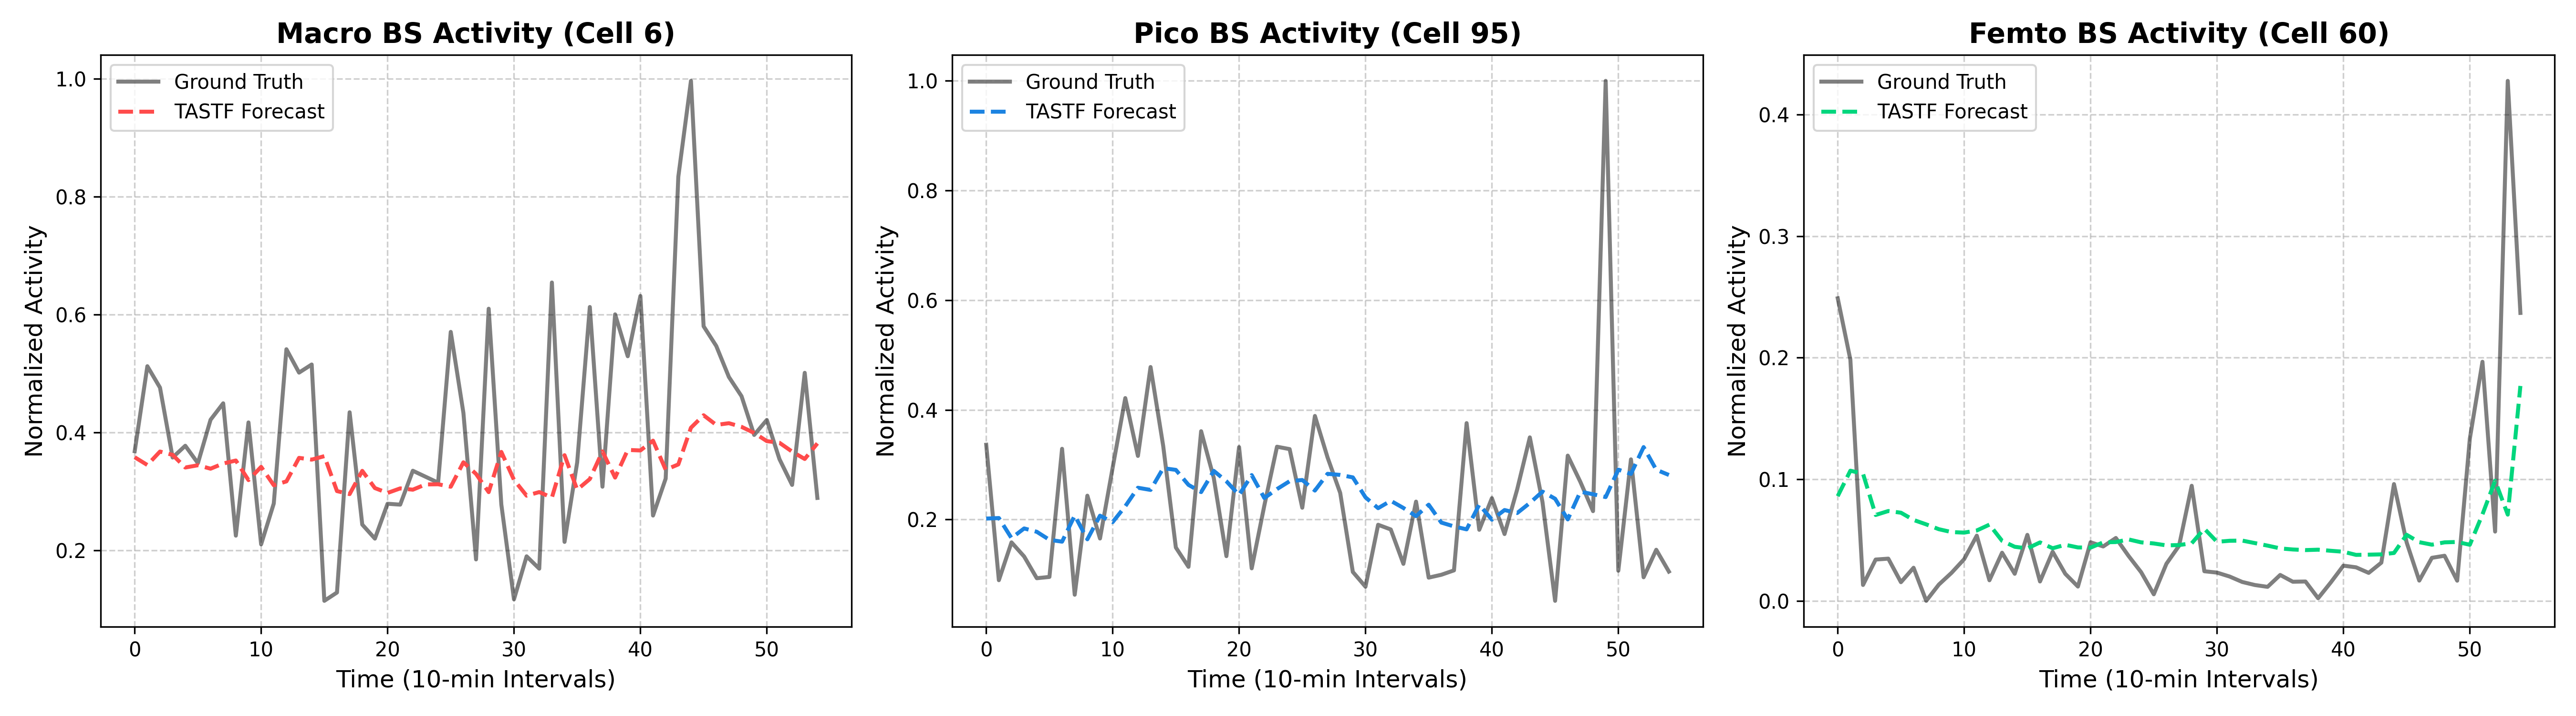 Macro BS Activity (Cell 6)
Ground Truth
TASTF Forecast
Normalized Activity
1.0
0.8
0.6
0.4
0.2
0 10 20 30 40 50
Time (10-min Intervals)
Pico BS Activity (Cell 95)
Ground Truth
TASTF Forecast
Normalized Activity
1.0
0.8
0.6
0.4
0.2
0 10 20 30 40 50
Time (10-min Intervals)
Femto BS Activity (Cell 60)
Ground Truth
TASTF Forecast
Normalized Activity
0.4
0.3
0.2
0.1
0.0
0 10 20 30 40 50
Time (10-min Intervals)